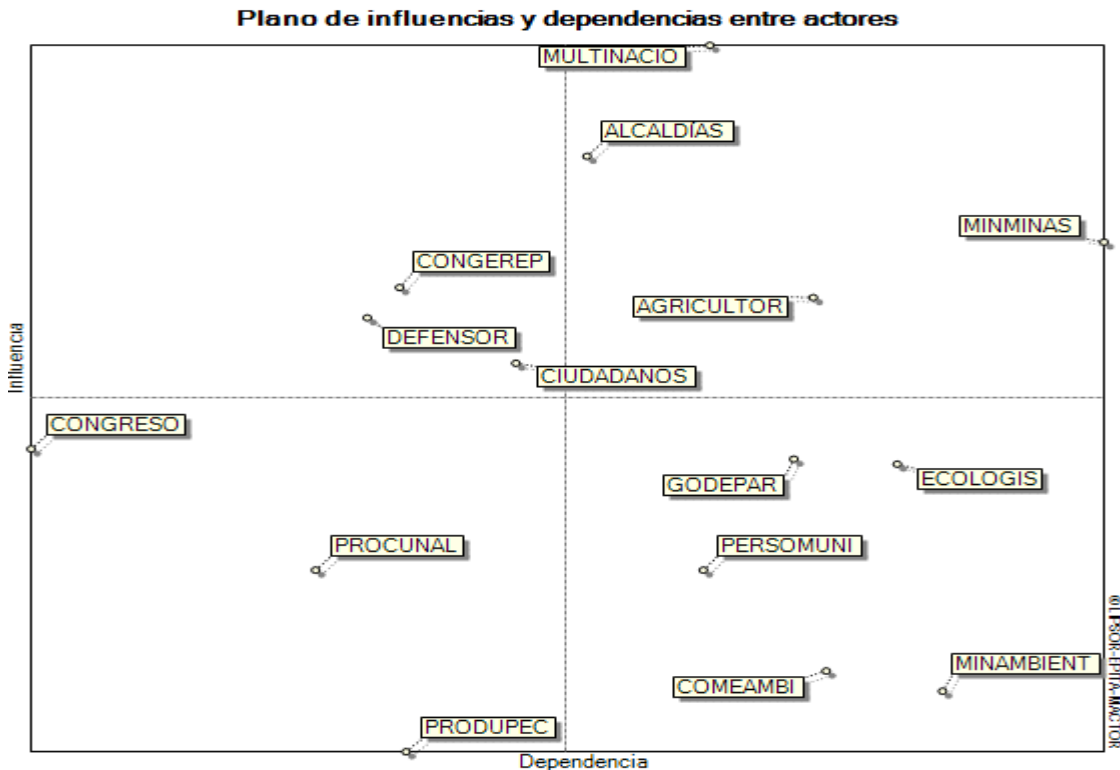 Plano de influencias y dependencias entre actores
MULTINACIO
ALCALDÍAS
MINMINAS
CONGEREP
AGRICULTOR
DEFENSOR
CIUDADANOS
Influencia
CONGRESO
GODEPAR
ECOLOGIS
PROCUNAL
PERSOMUNI
MINAMBIENT
COMEAMBI
PRODUPEC
Dependencia
©LIPSOR-EPITA-MACTOR